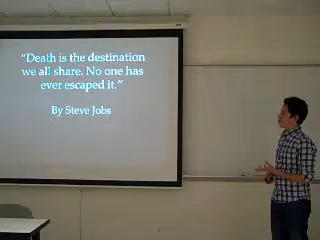 “Death is the destination
we all share. No one has
ever escaped it.”
By Steve Jobs